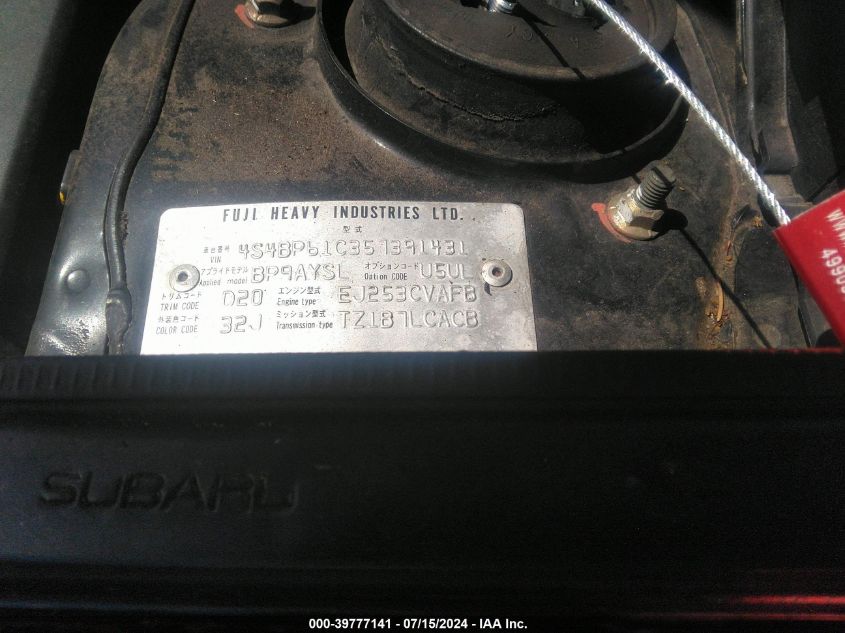 FUJI HEAVY INDUSTRIES LTD.
型式
車台番号 VIN 4S4BP61C357391431
アプライドモデル Applied model BP9AYSL オプションコード Option CODE U5UL
トリムコード TRIM CODE D20 エンジン型式 Engine type EJ253CVAFB
外装色コード COLOR CODE 32J ミッション型式 Transmission type TZ1B7LCACB
SUBARU
000-39777141 - 07/15/2024 - IAA Inc.